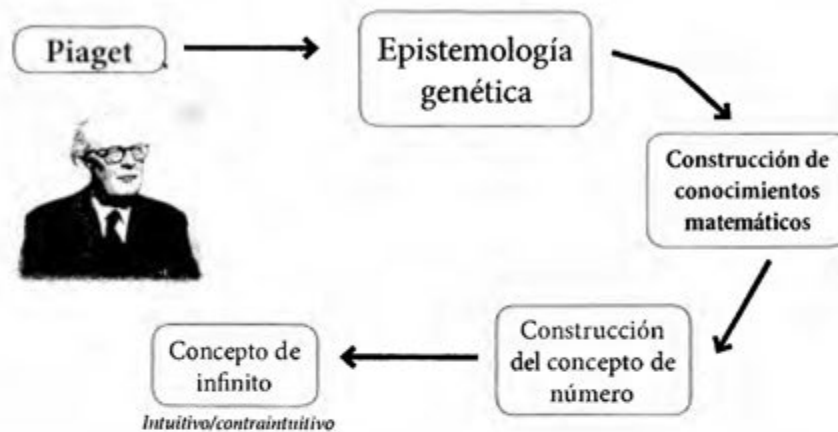 Piaget
Epistemología
genética
Construcción de
conocimientos
matemáticos
Construcción
del concepto de
número
Concepto de
infinito
Intuitivo/contraintuitivo